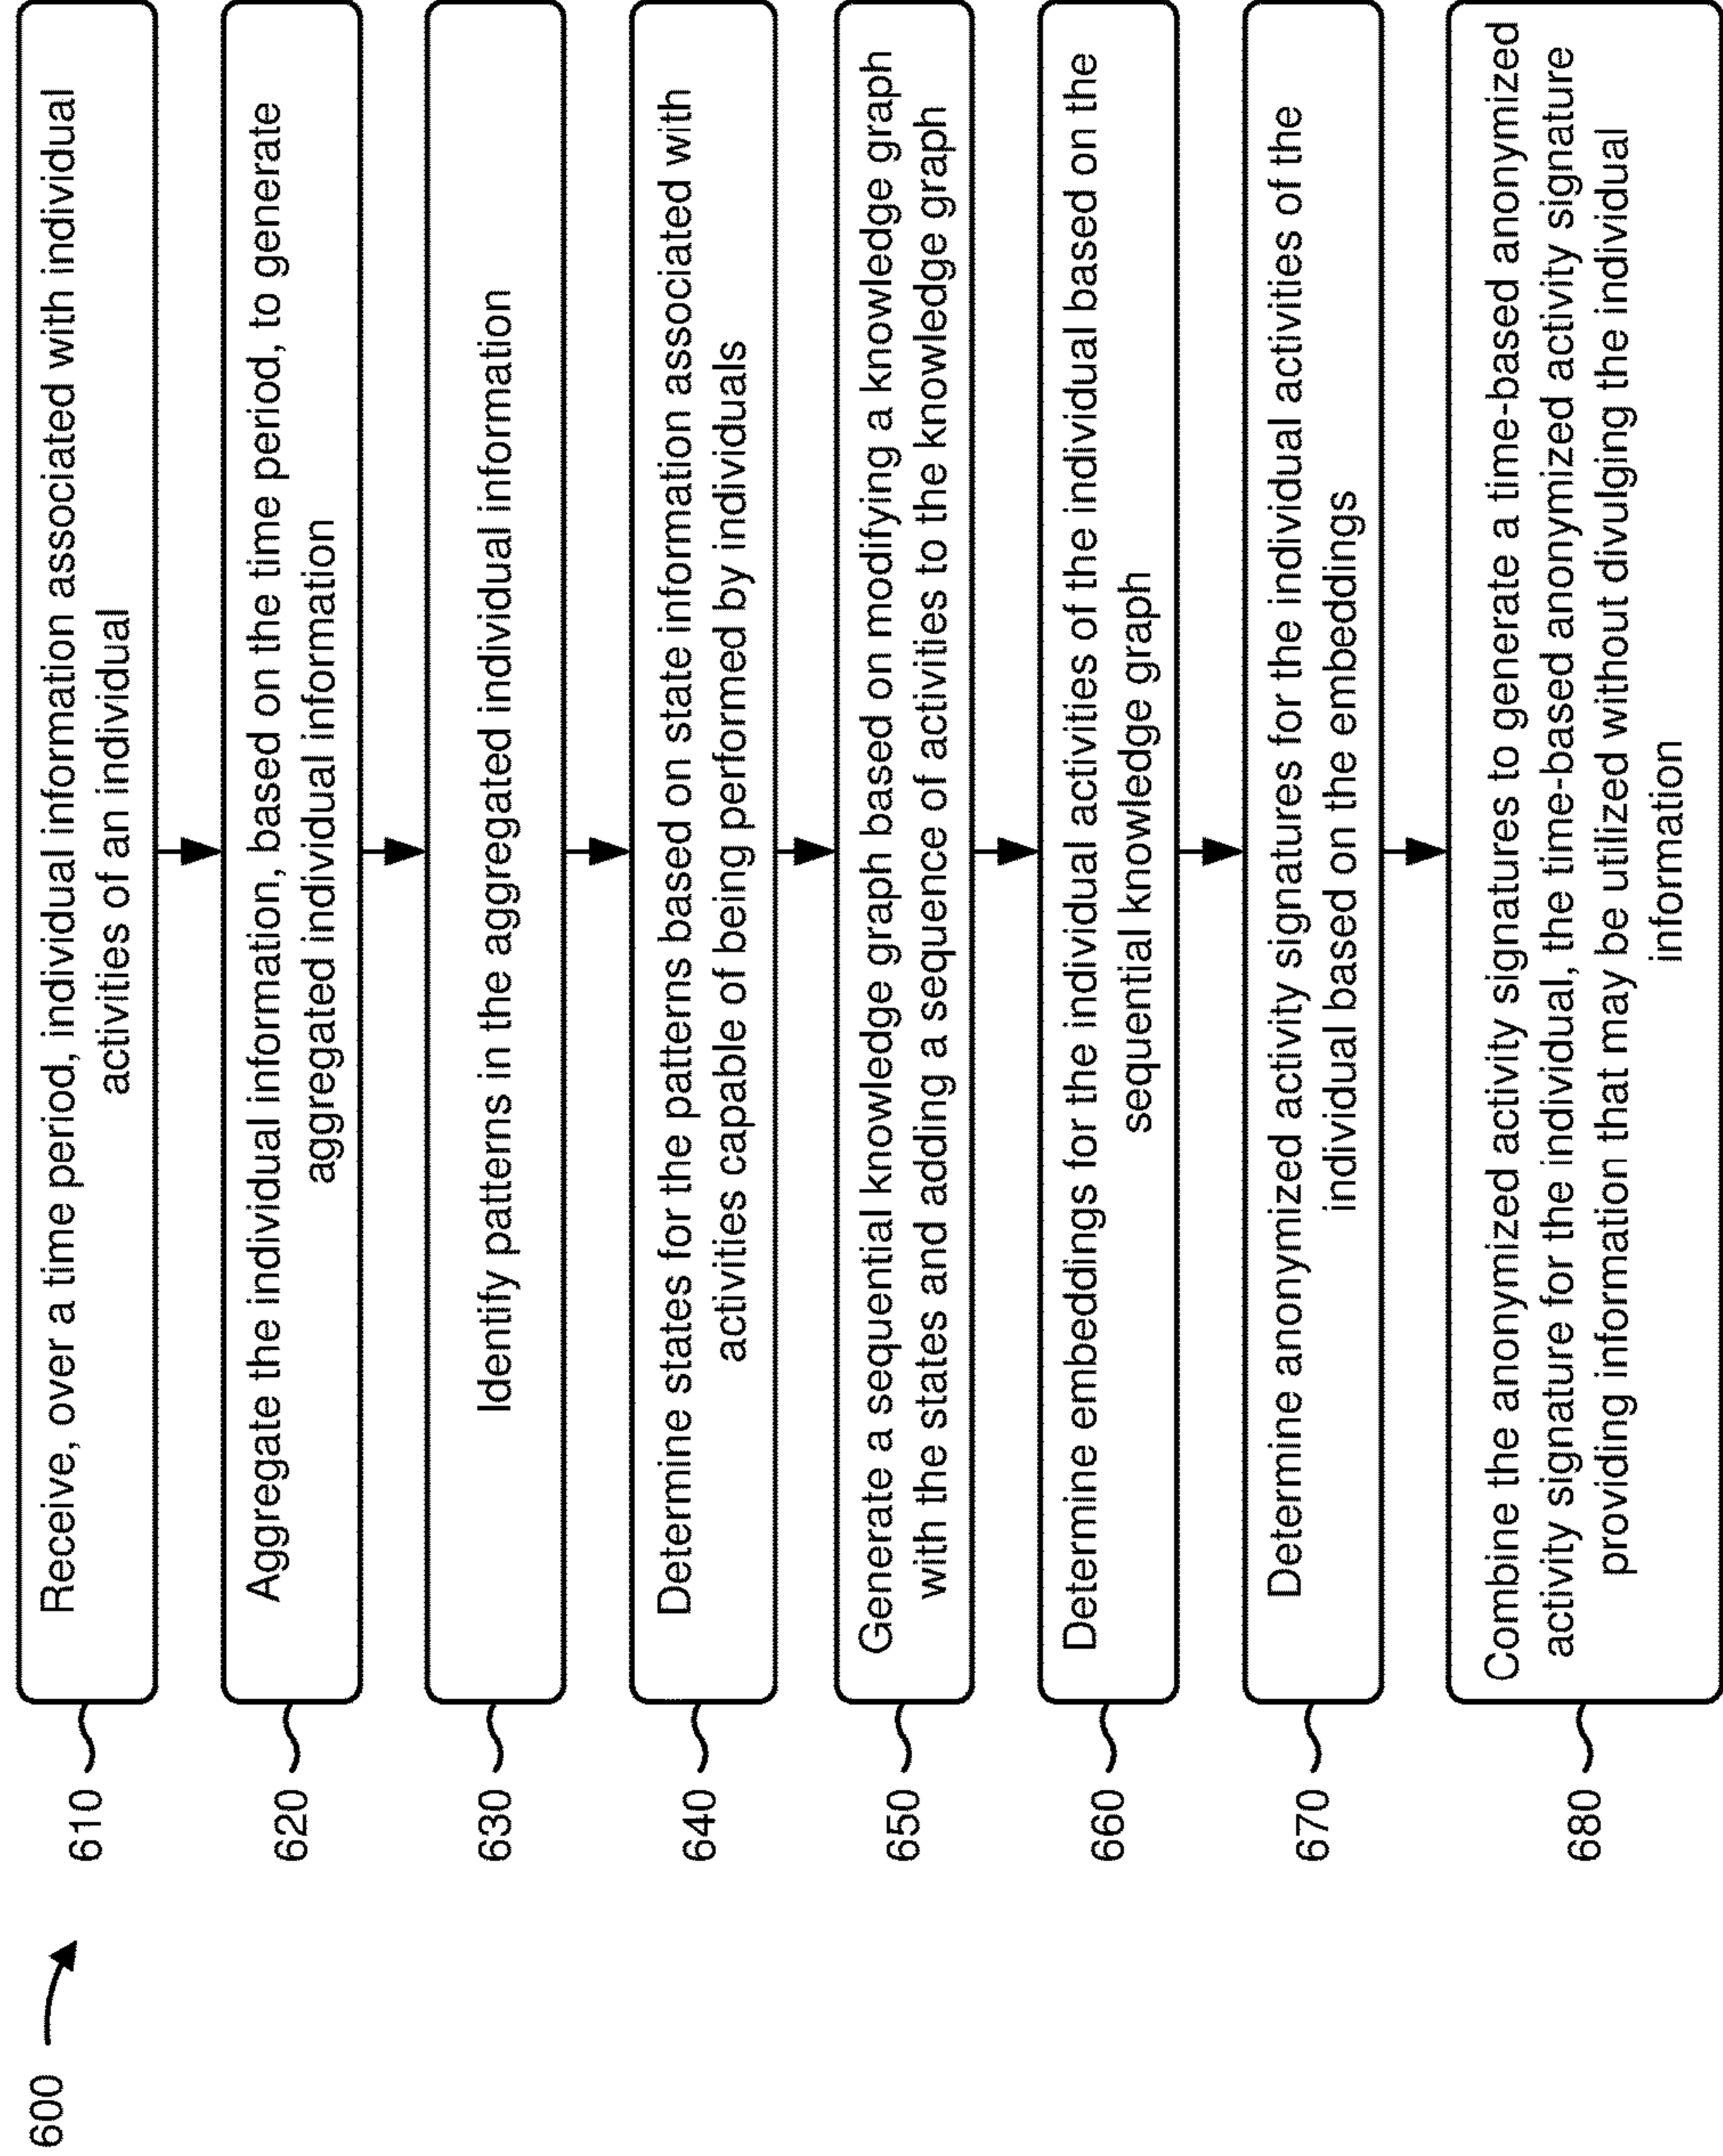 600
610
Receive, over a time period, individual information associated with individual
activities of an individual
620
Aggregate the individual information, based on the time period, to generate
aggregated individual information
630
Identify patterns in the aggregated individual information
640
Determine states for the patterns based on state information associated with
activities capable of being performed by individuals
650
Generate a sequential knowledge graph based on modifying a knowledge graph
with the states and adding a sequence of activities to the knowledge graph
660
Determine embeddings for the individual activities of the individual based on the
sequential knowledge graph
670
Determine anonymized activity signatures for the individual activities of the
individual based on the embeddings
680
Combine the anonymized activity signatures to generate a time-based anonymized
activity signature for the individual, the time-based anonymized activity signature
providing information that may be utilized without divulging the individual
information